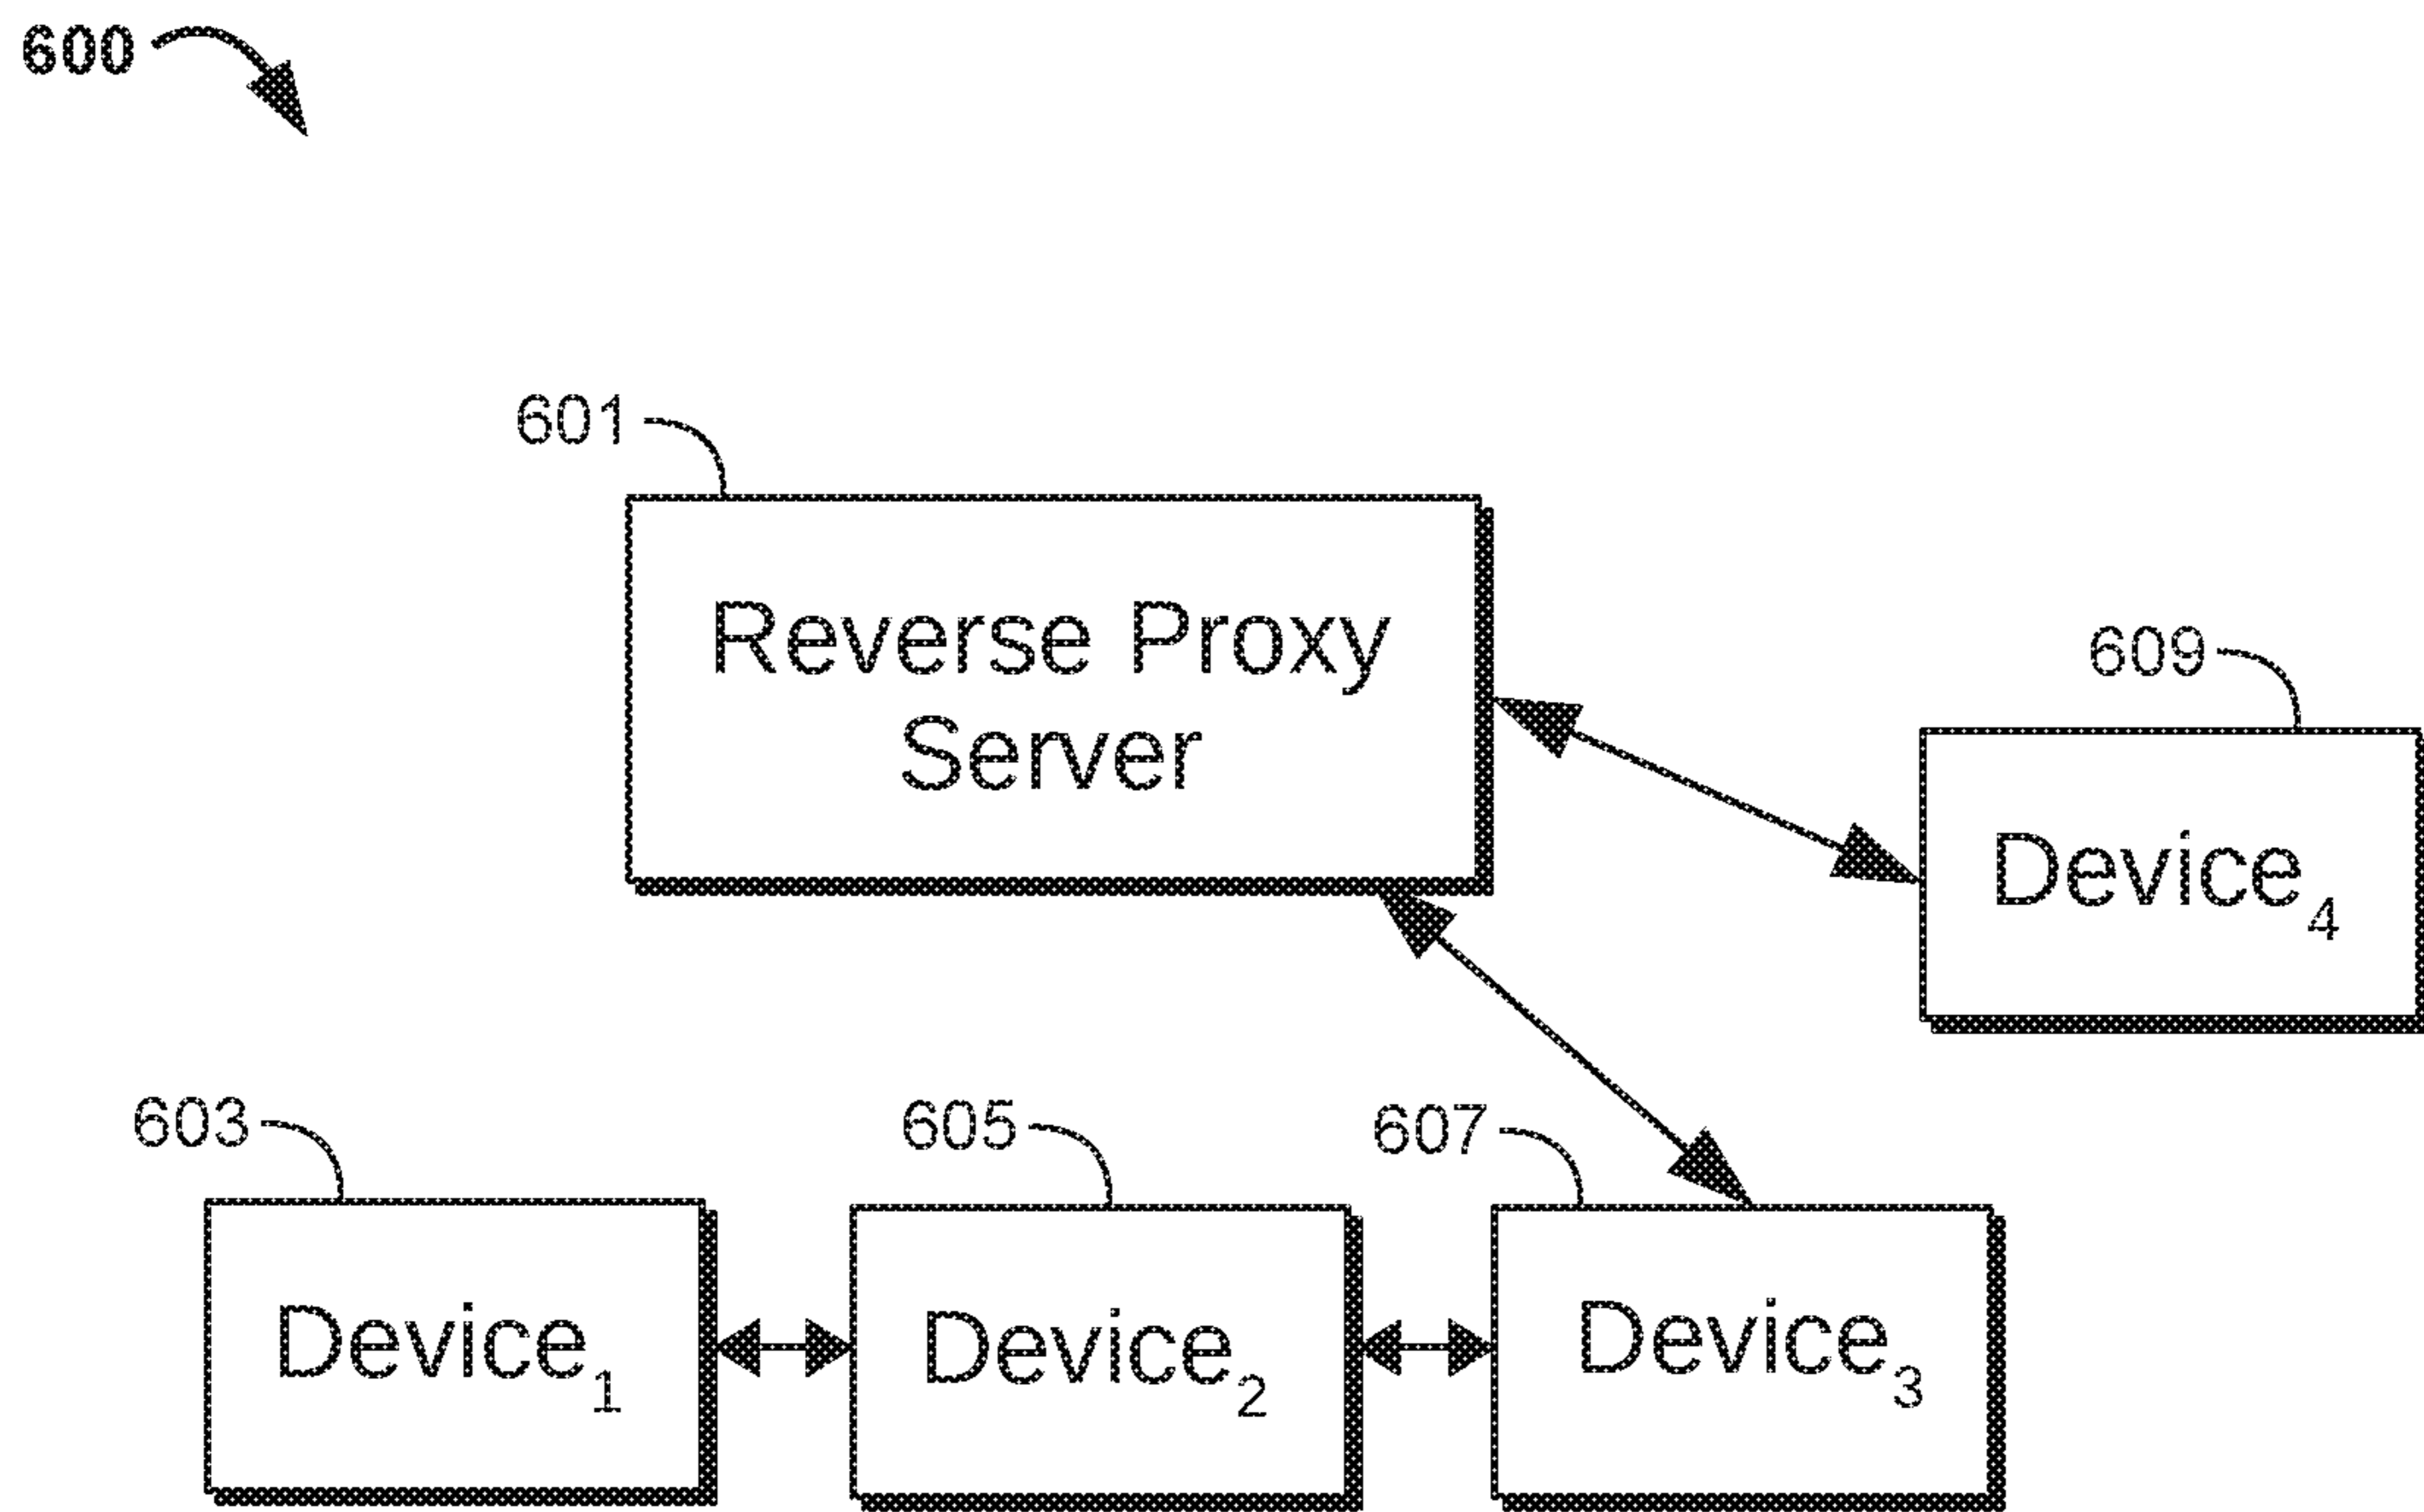 600
601
Reverse Proxy
Server
609
Device4
603
605
607
Device1
Device2
Device3